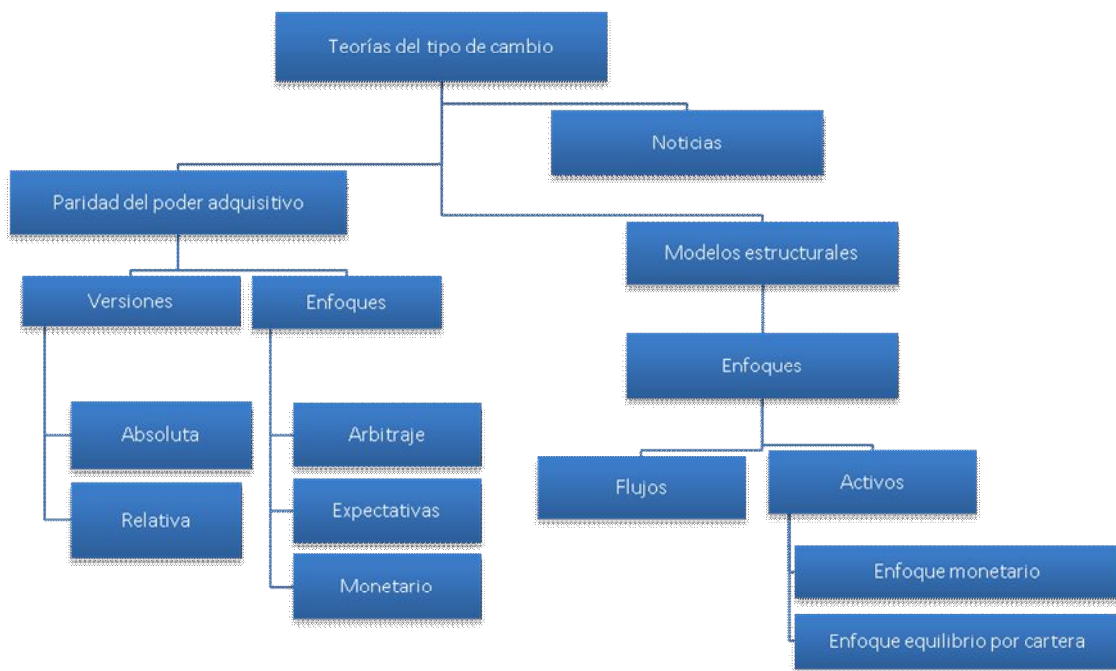 Teorías del tipo de cambio
Noticias
Paridad del poder adquisitivo
Modelos estructurales
Versiones
Enfoques
Enfoques
Absoluta
Arbitraje
Flujos
Activos
Relativa
Expectativas
Enfoque monetario
Monetario
Enfoque equilibrio por cartera